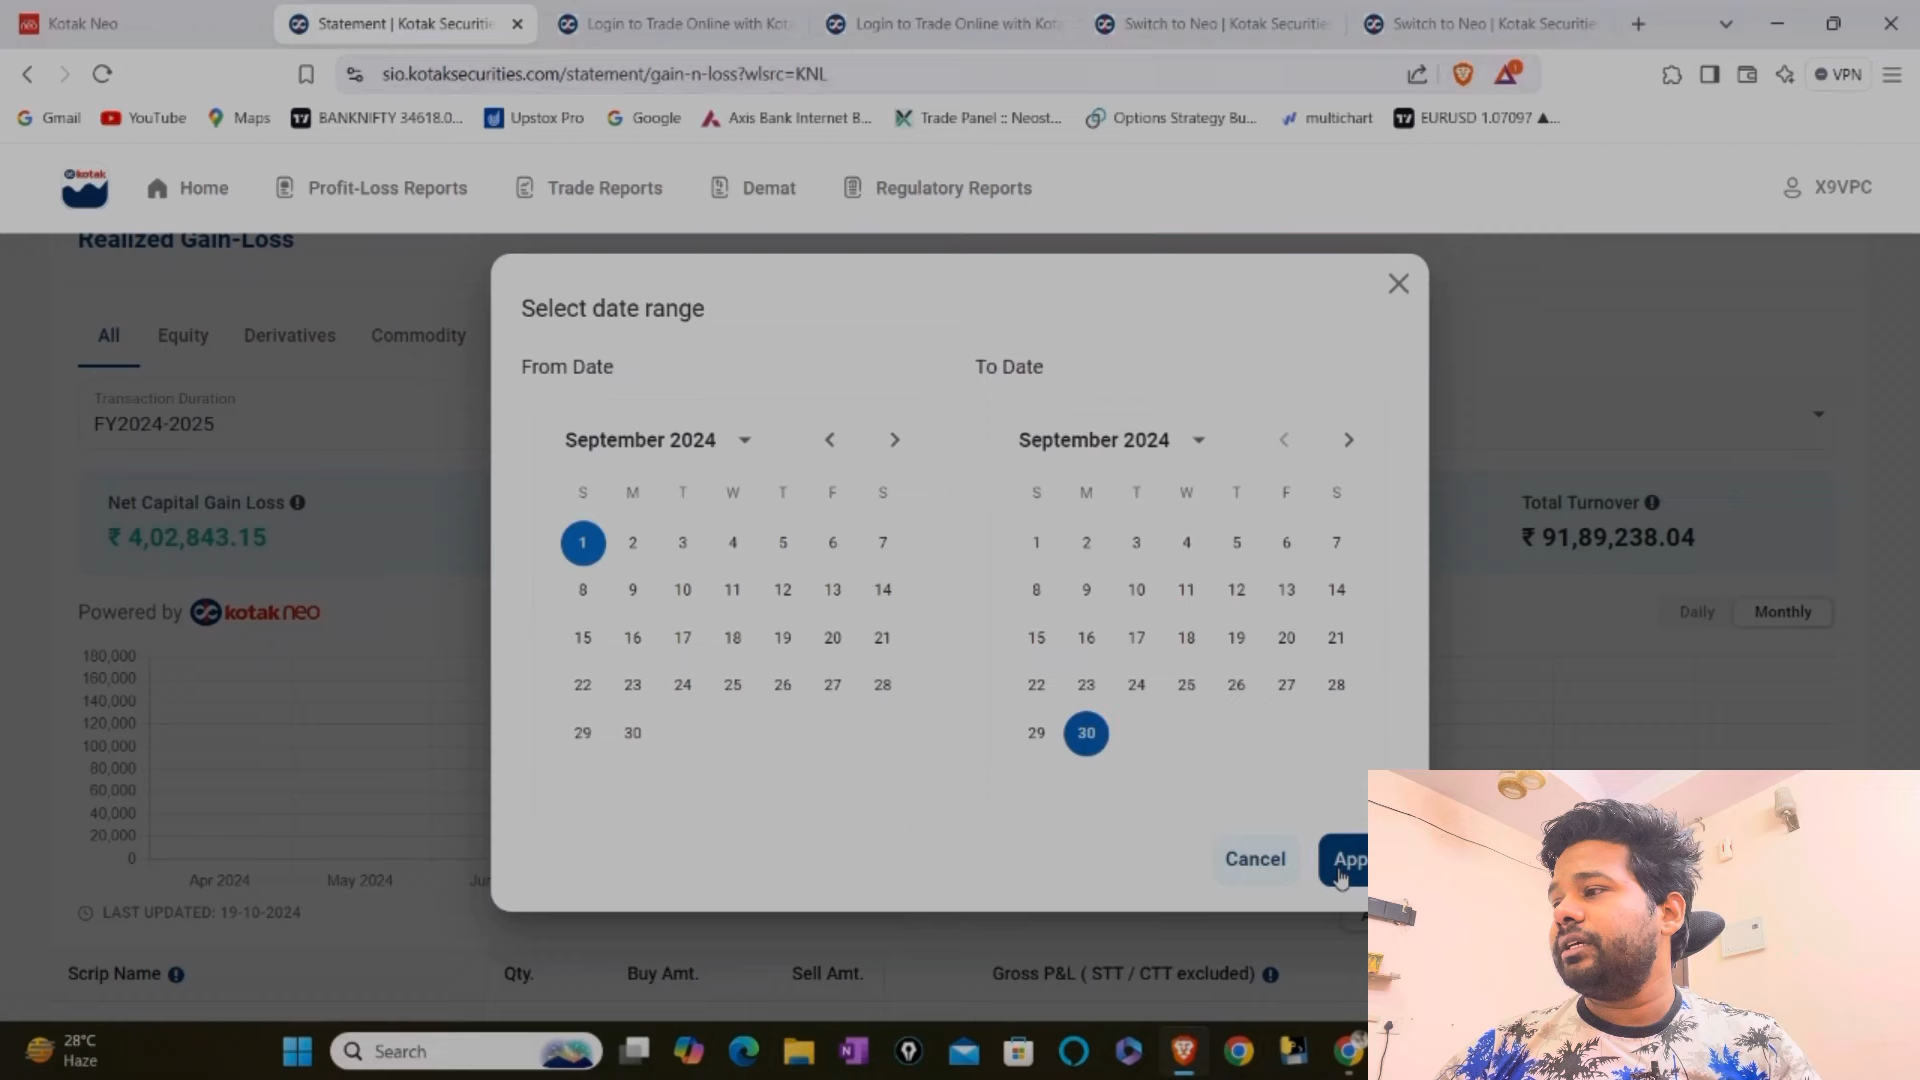 Kotak Neo
Statement | Kotak Securitie
Login to Trade Online with Kot
Login to Trade Online with Kota
Switch to Neo | Kotak Securitie
Switch to Neo | Kotak Securitie
sio.kotaksecurities.com/statement/gain-n-loss?wlsrc=KNL
VPN
Gmail
YouTube
Maps
BANKNIFTY 34618.0...
Upstox Pro
Google
Axis Bank Internet B...
Trade Panel :: Neost...
Options Strategy Bu...
multichart
EURUSD 1.07097 ▲...
kotak
Home
Profit-Loss Reports
Trade Reports
Demat
Regulatory Reports
X9VPC
Realized Gain-Loss
All
Equity
Derivatives
Commodity
Transaction Duration
FY2024-2025
Net Capital Gain Loss
₹ 4,02,843.15
Total Turnover
₹ 91,89,238.04
Powered by kotak neo
Daily
Monthly
180,000
160,000
140,000
120,000
100,000
80,000
60,000
40,000
20,000
0
Apr 2024
May 2024
LAST UPDATED: 19-10-2024
Select date range
From Date
September 2024
S M T W T F S
1 2 3 4 5 6 7
8 9 10 11 12 13 14
15 16 17 18 19 20 21
22 23 24 25 26 27 28
29 30
To Date
September 2024
S M T W T F S
1 2 3 4 5 6 7
8 9 10 11 12 13 14
15 16 17 18 19 20 21
22 23 24 25 26 27 28
29 30
Cancel
App
Scrip Name
Qty.
Buy Amt.
Sell Amt.
Gross P&L ( STT / CTT excluded)
28°C
Haze
Search